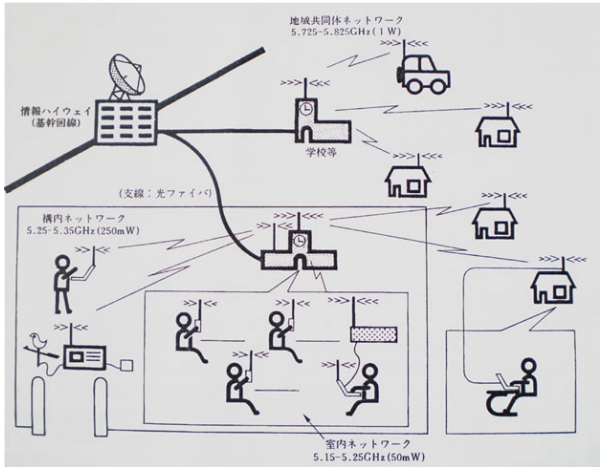 地域共同体ネットワーク
5.725-5.825GHz(1W)
情報ハイウェイ
(基幹回線)
学校等
(支線：光ファイバ)
構内ネットワーク
5.25-5.35GHz(250mW)
室内ネットワーク
5.15-5.25GHz(50mW)